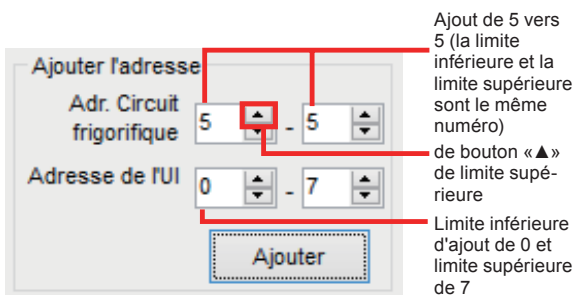 Ajouter l'adresse
Adr. Circuit
frigorifique
5 - 5
Adresse de l'UI
0 - 7
Ajouter
Ajout de 5 vers
5 (la limite
inférieure et la
limite supérieure
sont le même
numéro)
de bouton «▲»
de limite supé-
rieure
Limite inférieure
d'ajout de 0 et
limite supérieure
de 7